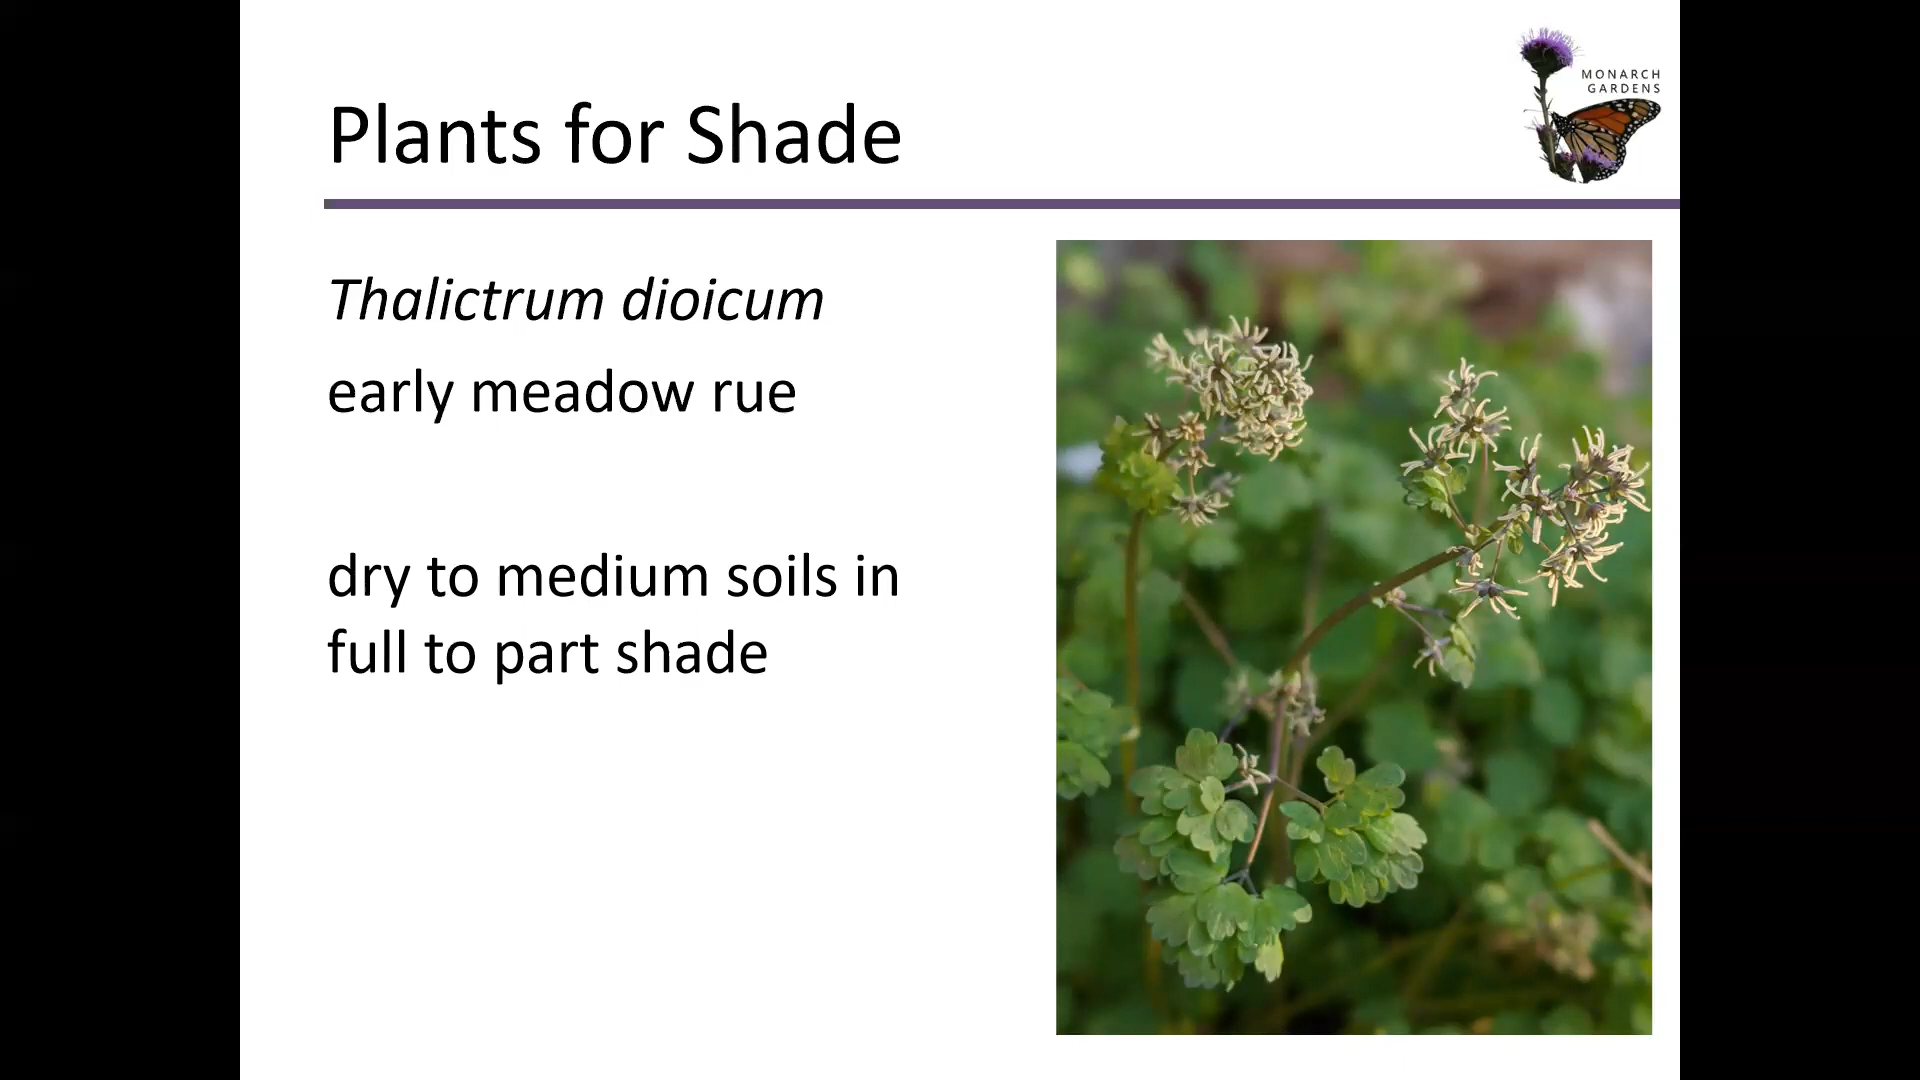 MONARCH
GARDENS
Plants for Shade
Thalictrum dioicum
early meadow rue
dry to medium soils in
full to part shade